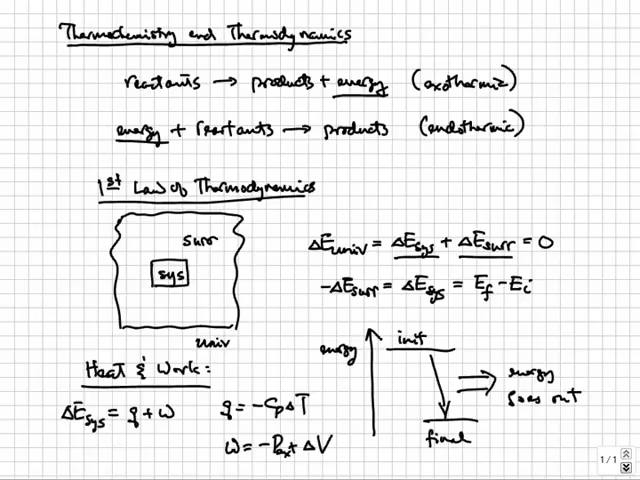 Thermochemistry and Thermodynamics
reactants → products + energy (exothermic)
energy + reactants → products (endothermic)
1st Law of Thermodynamics
surr
sys
univ
ΔEuniv = ΔEsys + ΔEsurr = 0
-ΔEsurr = ΔEsys = Ef - Ei
energy
init
final
energy
goes out
Heat & Work:
ΔEsys = q + w
q = -CpΔT
w = -Pext ΔV
1/1